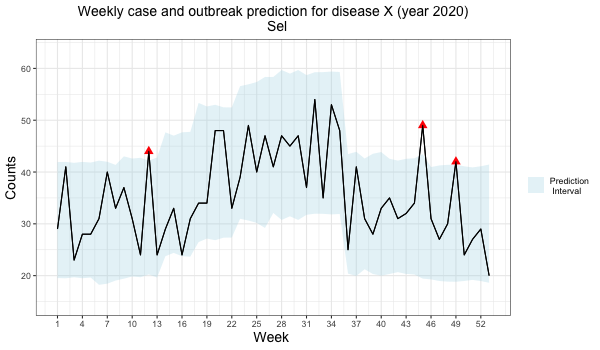 Weekly case and outbreak prediction for disease X (year 2020)
Sel
Counts
60
50
40
30
20
1 4 7 10 13 16 19 22 25 28 31 34 37 40 43 46 49 52
Week
Prediction
Interval